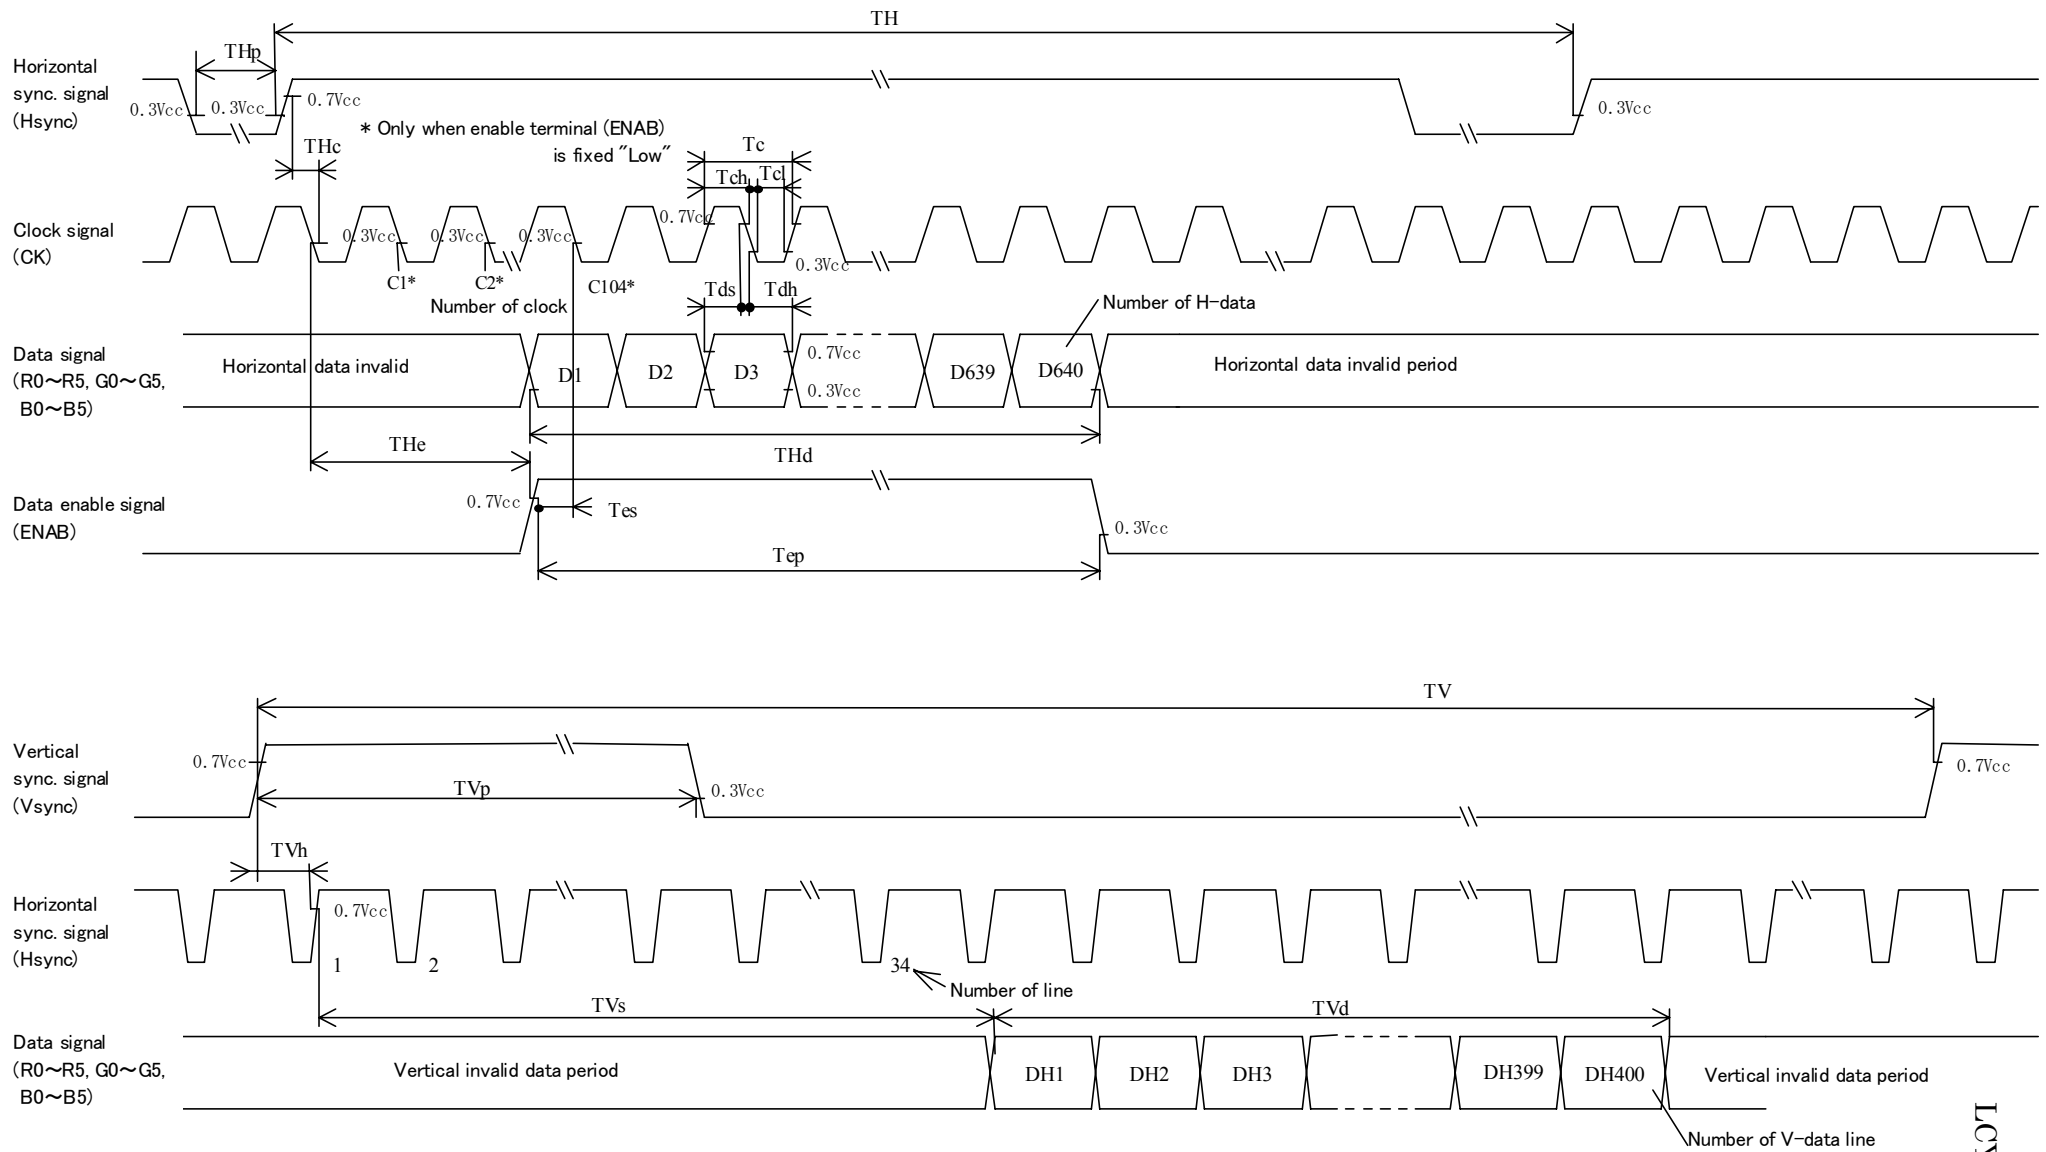 TH
THp
Horizontal
sync. signal
(Hsync)
0.3Vcc
0.3Vcc
0.7Vcc
0.3Vcc
* Only when enable terminal (ENAB)
is fixed "Low"
THc
Tc
Tch
Tcl
Clock signal
(CK)
0.3Vcc
0.3Vcc
0.3Vcc
0.7Vcc
0.3Vcc
C1*
C2*
C104*
Number of clock
Tds
Tdh
Number of H-data
Data signal
(R0~R5, G0~G5,
B0~B5)
Horizontal data invalid
D1
D2
D3
0.7Vcc
0.3Vcc
D639
D640
Horizontal data invalid period
THe
THd
Data enable signal
(ENAB)
0.7Vcc
Tes
0.3Vcc
Tep
TV
Vertical
sync. signal
(Vsync)
0.7Vcc
TVp
0.3Vcc
0.7Vcc
TVh
Horizontal
sync. signal
(Hsync)
0.7Vcc
1
2
34
Number of line
TVs
TVd
Data signal
(R0~R5, G0~G5,
B0~B5)
Vertical invalid data period
DH1
DH2
DH3
DH399
DH400
Vertical invalid data period
Number of V-data line